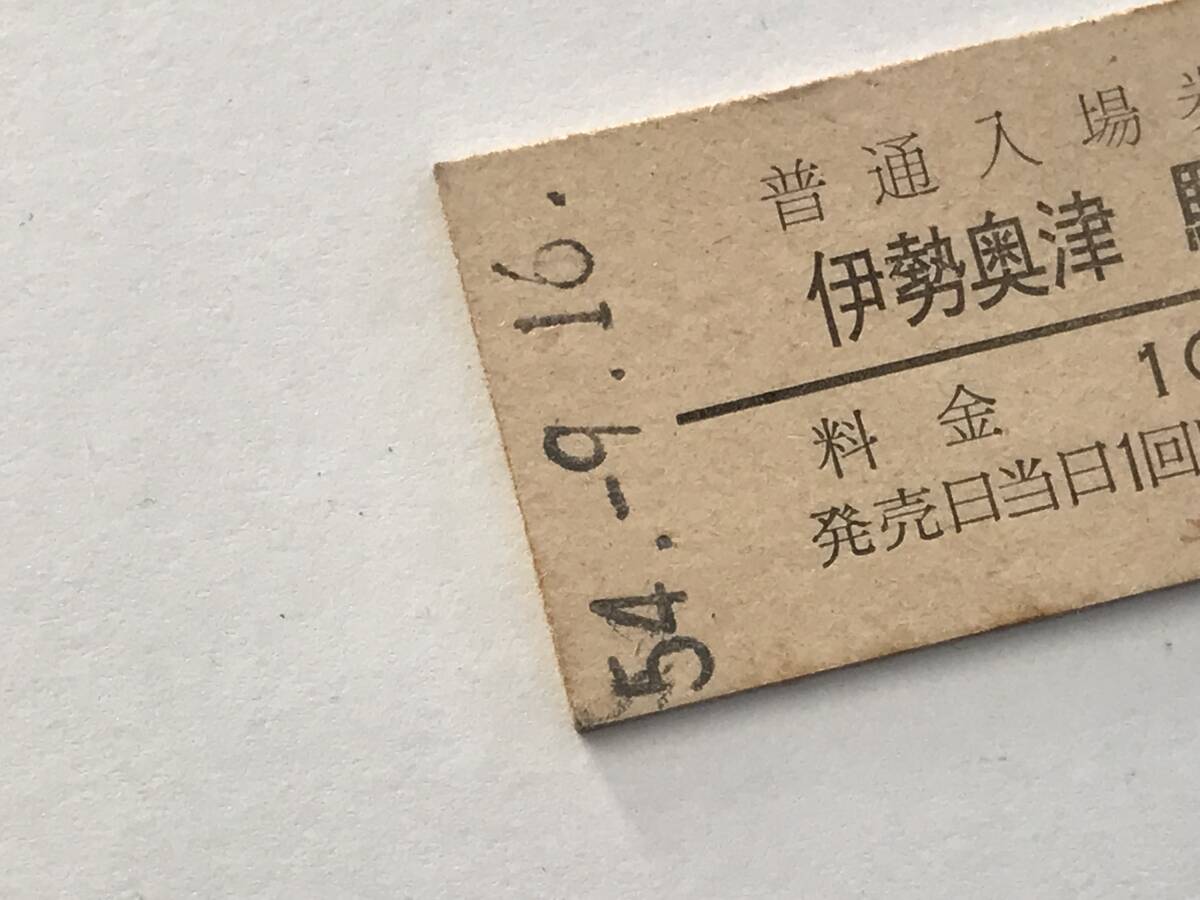 普通入場
伊勢奥津
料金 10
発売日当日1回
54.-9.16.